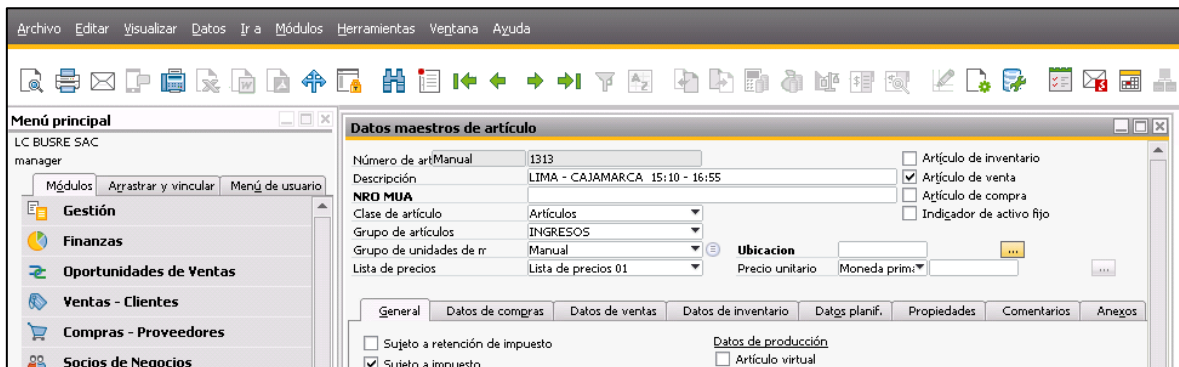 Archivo Editar Visualizar Datos Ir a Módulos Herramientas Ventana Ayuda
Menú principal
LC BUSRE SAC
manager
Módulos Arrastrar y vincular Menú de usuario
Gestión
Finanzas
Oportunidades de Ventas
Ventas - Clientes
Compras - Proveedores
Socios de Negocios
Datos maestros de artículo
Número de art Manual 1313 Artículo de inventario
Descripción LIMA - CAJAMARCA 15:10 - 16:55 Artículo de venta
NRO MUA Artículo de compra
Clase de artículo Artículos Indicador de activo fijo
Grupo de artículos INGRESOS
Grupo de unidades de m Manual Ubicacion ...
Lista de precios Lista de precios 01 Precio unitario Moneda prima ...
General Datos de compras Datos de ventas Datos de inventario Datos planif. Propiedades Comentarios Anexos
Sujeto a retención de impuesto Datos de producción
Sujeto a impuesto Artículo virtual